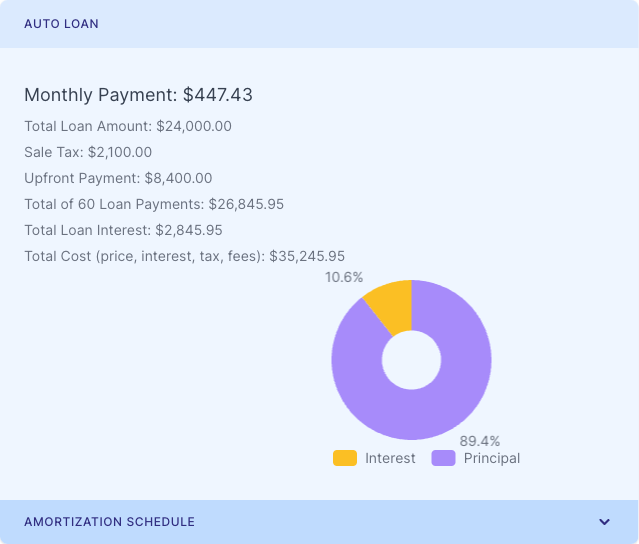 AUTO LOAN
Monthly Payment: $447.43
Total Loan Amount: $24,000.00
Sale Tax: $2,100.00
Upfront Payment: $8,400.00
Total of 60 Loan Payments: $26,845.95
Total Loan Interest: $2,845.95
Total Cost (price, interest, tax, fees): $35,245.95
10.6%
89.4%
Interest Principal
AMORTIZATION SCHEDULE